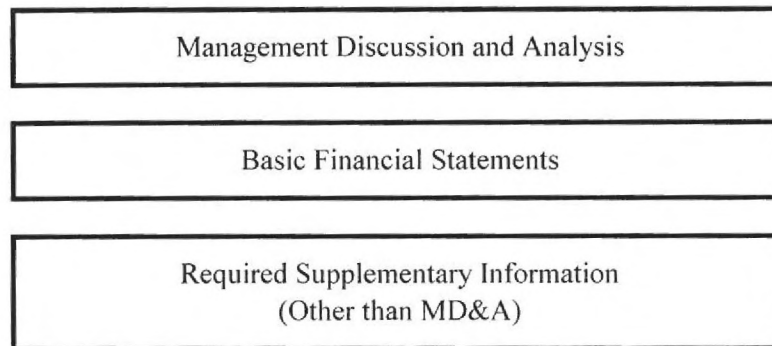 Management Discussion and Analysis
Basic Financial Statements
Required Supplementary Information
(Other than MD&A)